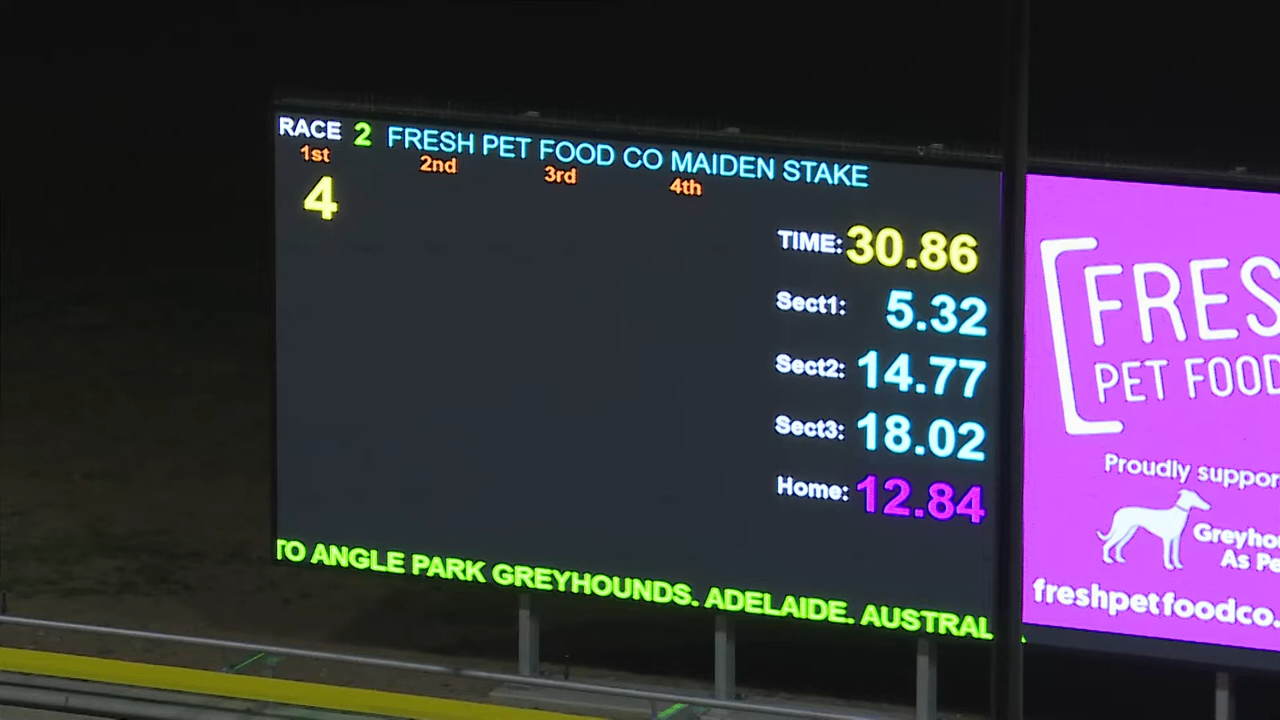 RACE 2 FRESH PET FOOD CO MAIDEN STAKE
1st 2nd 3rd 4th
4
TIME: 30.86
Sect1: 5.32
Sect2: 14.77
Sect3: 18.02
Home: 12.84
TO ANGLE PARK GREYHOUNDS. ADELAIDE. AUSTRAL
[FRES
PET FOOD
Proudly suppor
Greyhou
As Pe
freshpetfoodco.